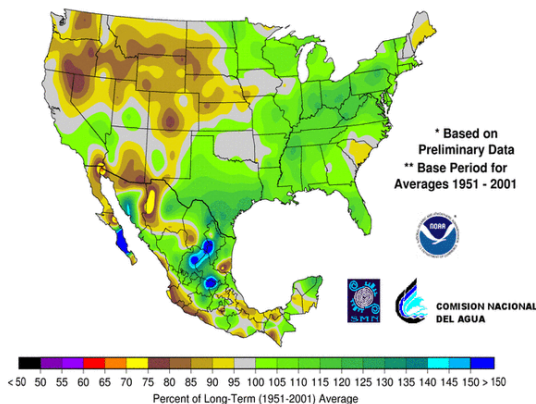 * Based on
Preliminary Data
** Base Period for
Averages 1951 - 2001
NOAA
SMN
COMISION NACIONAL
DEL AGUA
< 50 50 55 60 65 70 75 80 85 90 95 100 105 110 115 120 125 130 135 140 145 150 > 150
Percent of Long-Term (1951-2001) Average